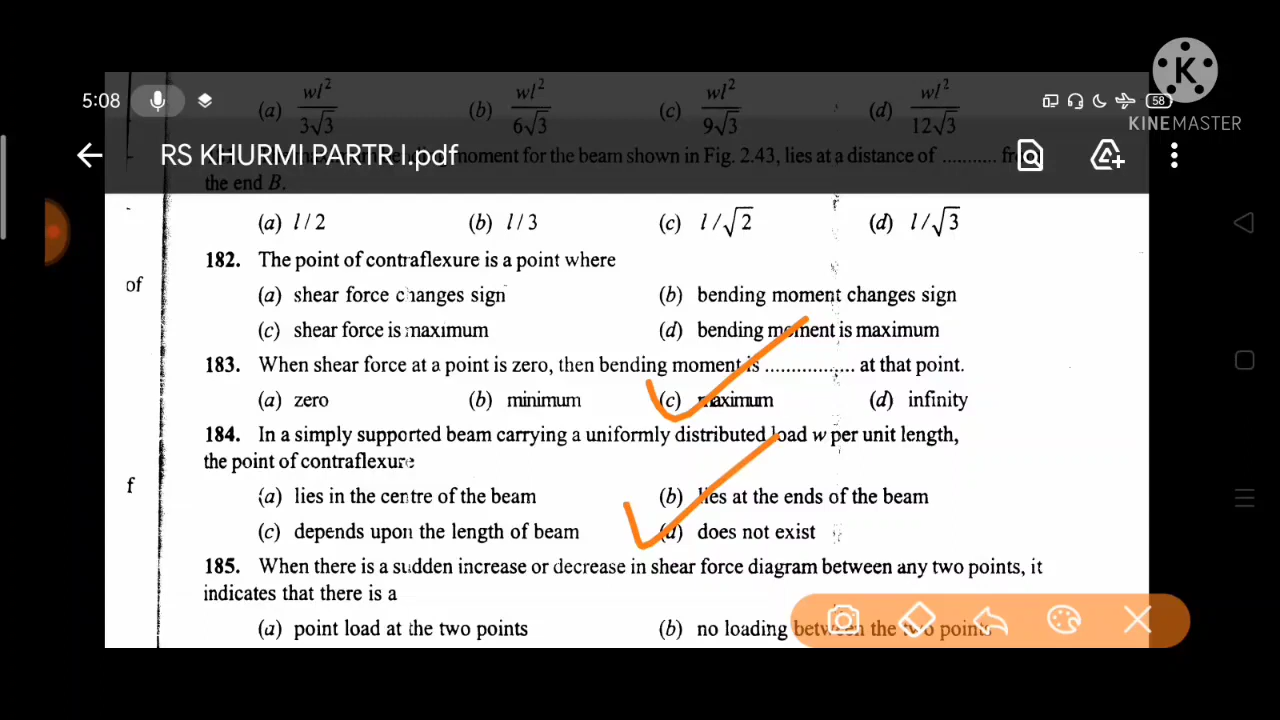 5:08
58
KINEMASTER
(a) wl²/3√3 (b) wl²/6√3 (c) wl²/9√3 (d) wl²/12√3
RS KHURMI PARTR I.pdf
moment for the beam shown in Fig. 2.43, lies at a distance of ..........
the end B.
(a) l/2 (b) l/3 (c) l/√2 (d) l/√3
182. The point of contraflexure is a point where
of
(a) shear force changes sign (b) bending moment changes sign
(c) shear force is maximum (d) bending moment is maximum
183. When shear force at a point is zero, then bending moment is ................ at that point.
(a) zero (b) minimum (c) maximum (d) infinity
184. In a simply supported beam carrying a uniformly distributed load w per unit length,
the point of contraflexure
f
(a) lies in the centre of the beam (b) lies at the ends of the beam
(c) depends upon the length of beam (d) does not exist
185. When there is a sudden increase or decrease in shear force diagram between any two points, it
indicates that there is a
(a) point load at the two points (b) no loading between the two points